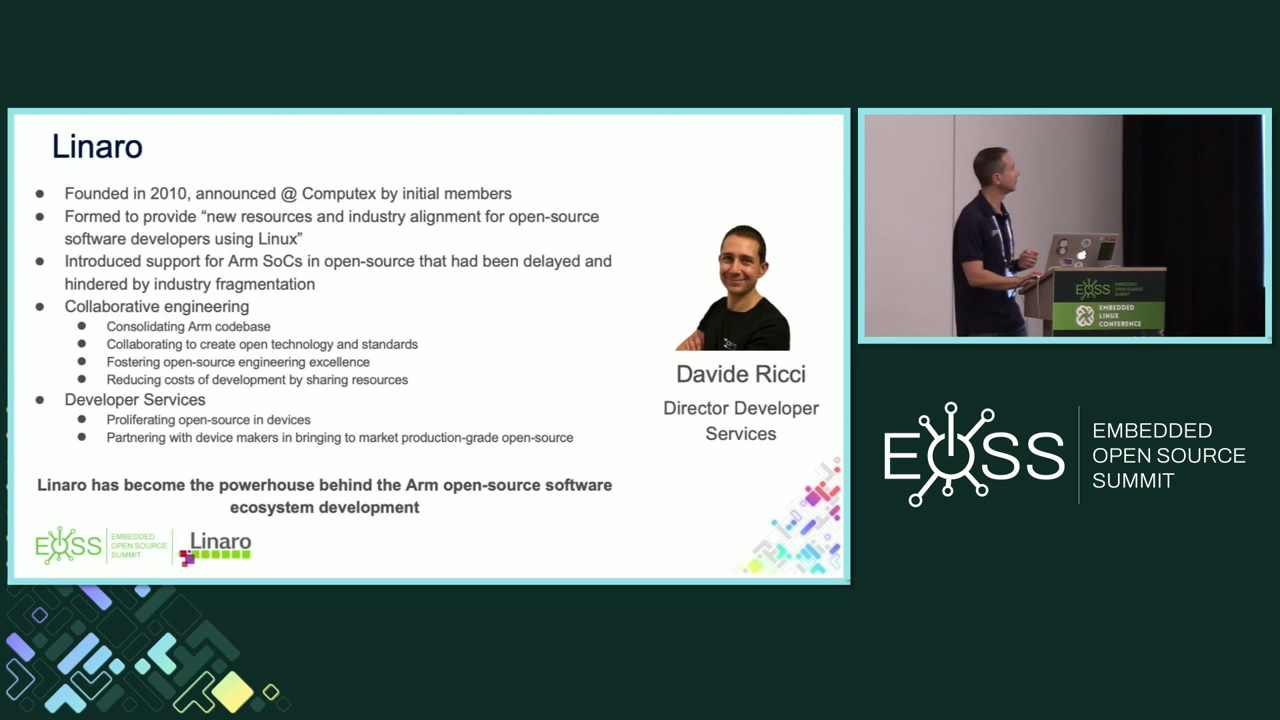 Linaro
Founded in 2010, announced @ Computex by initial members
Formed to provide “new resources and industry alignment for open-source
software developers using Linux”
Introduced support for Arm SoCs in open-source that had been delayed and
hindered by industry fragmentation
Collaborative engineering
Consolidating Arm codebase
Collaborating to create open technology and standards
Fostering open-source engineering excellence
Reducing costs of development by sharing resources
Developer Services
Proliferating open-source in devices
Partnering with device makers in bringing to market production-grade open-source
Linaro has become the powerhouse behind the Arm open-source software
ecosystem development
Davide Ricci
Director Developer
Services
EOSS
EMBEDDED
OPEN SOURCE
SUMMIT
Linaro
EOSS
EMBEDDED
OPEN SOURCE
SUMMIT
EMBEDDED
LINUX
CONFERENCE
EOSS
EMBEDDED
OPEN SOURCE
SUMMIT